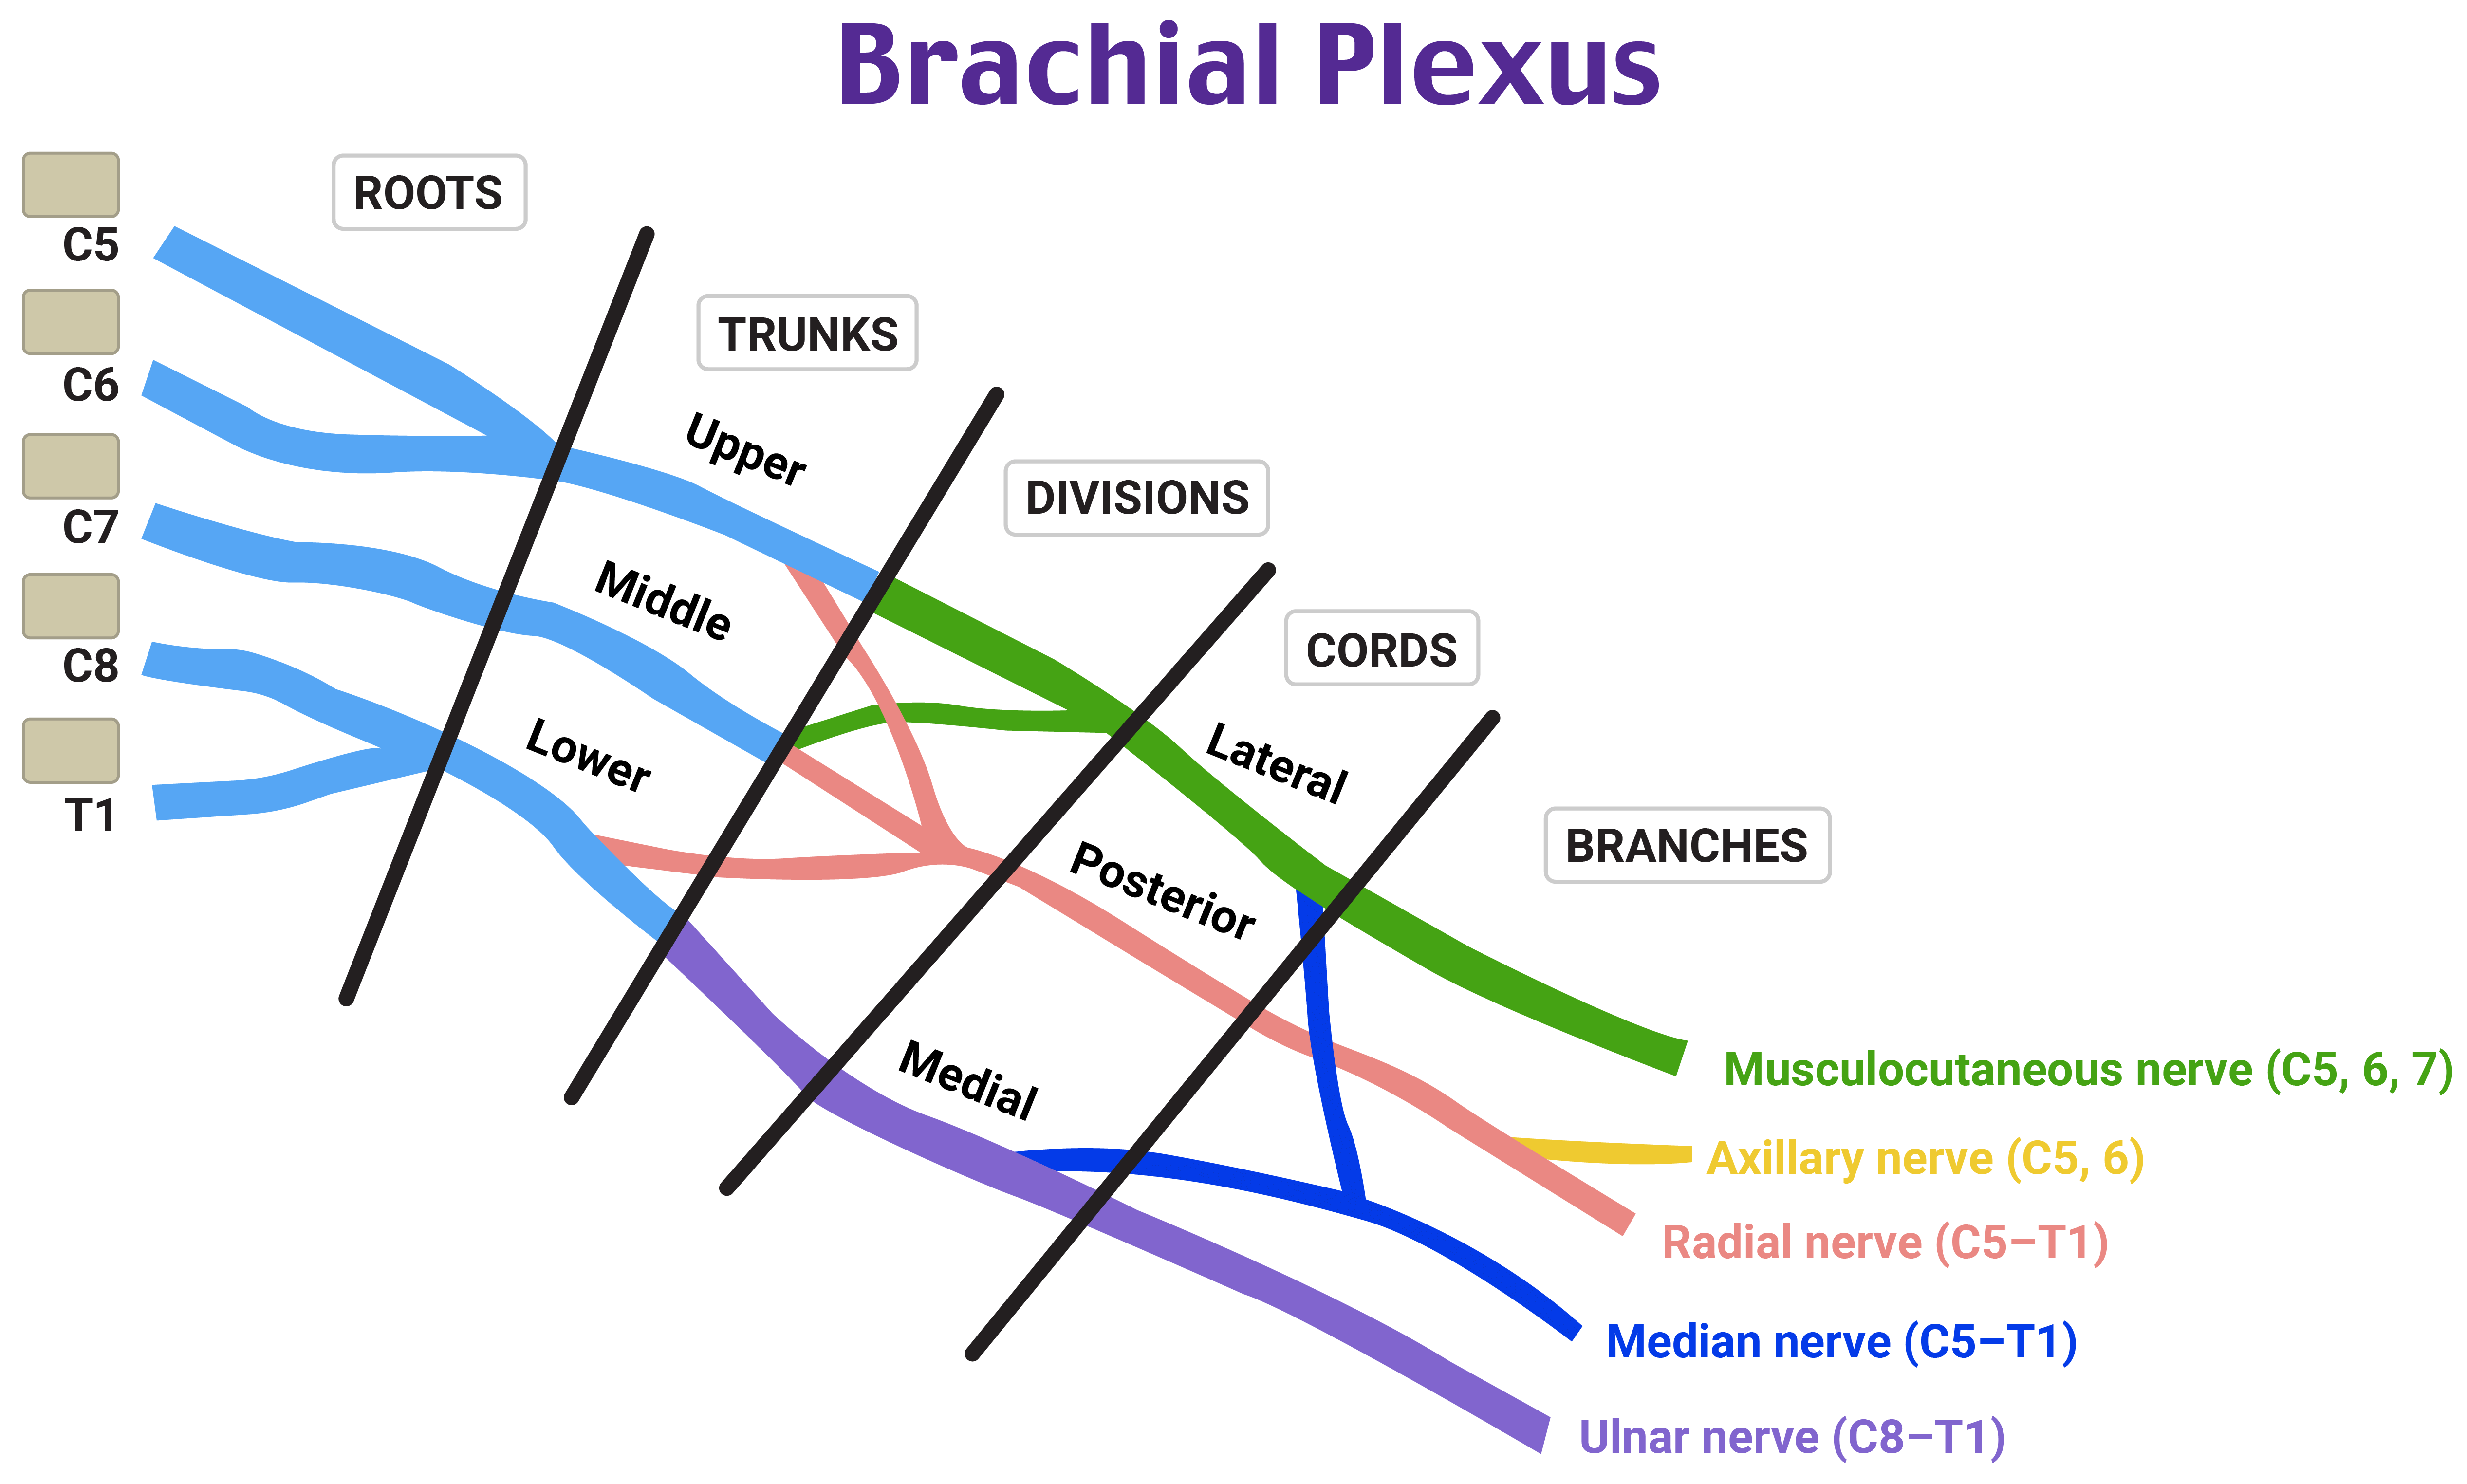 Brachial Plexus
ROOTS
C5
TRUNKS
C6
Upper
DIVISIONS
C7
Middle
CORDS
C8
Lower
Lateral
T1
BRANCHES
Posterior
Medial
Musculocutaneous nerve (C5, 6, 7)
Axillary nerve (C5, 6)
Radial nerve (C5–T1)
Median nerve (C5–T1)
Ulnar nerve (C8–T1)